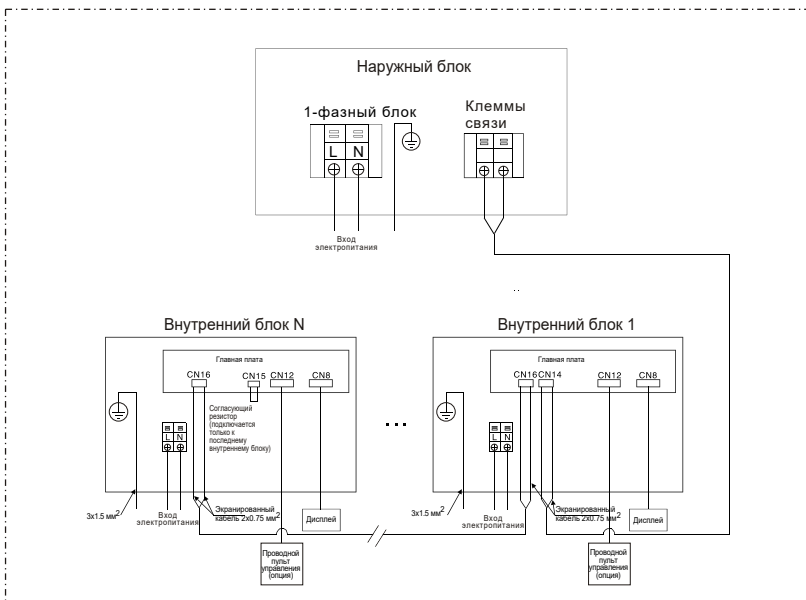 Наружный блок
1-фазный блок
Клеммы
связи
L N
Вход
электропитания
Внутренний блок N
Главная плата
CN16
CN15
CN12
CN8
Согласующий
резистор
(подключается
только к
последнему
внутреннему блоку)
L N
3x1.5 мм²
Вход
электропитания
Экранированный
кабель 2x0.75 мм²
Дисплей
Проводной
пульт
управления
(опция)
...
Внутренний блок 1
Главная плата
CN16
CN14
CN12
CN8
L N
3x1.5 мм²
Вход
электропитания
Экранированный
кабель 2x0.75 мм²
Дисплей
Проводной
пульт
управления
(опция)